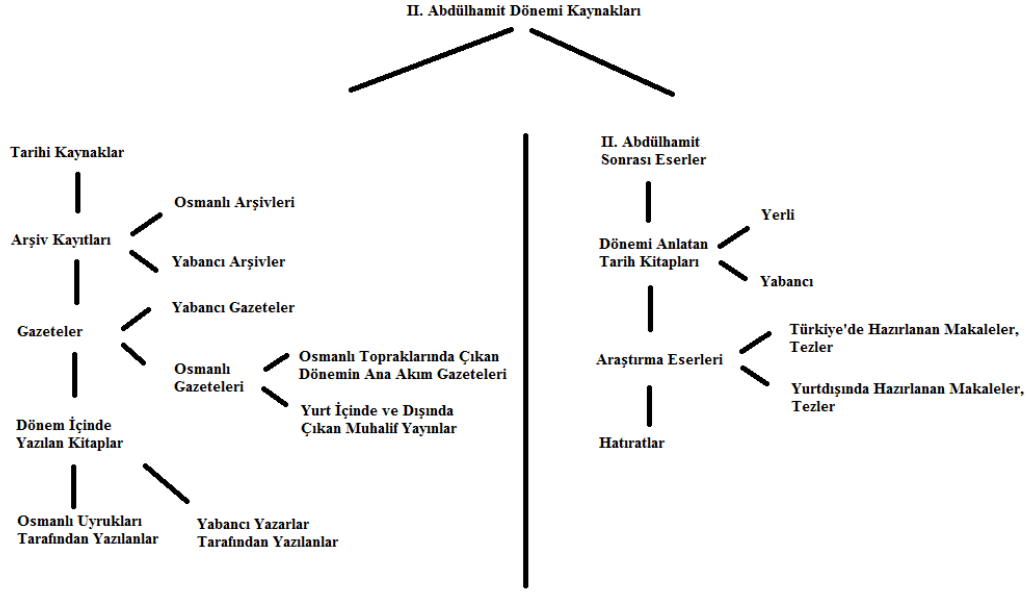 II. Abdülhamit Dönemi Kaynakları
Tarihi Kaynaklar
Arşiv Kayıtları
Osmanlı Arşivleri
Yabancı Arşivler
Gazeteler
Yabancı Gazeteler
Osmanlı
Gazeteleri
Osmanlı Topraklarında Çıkan
Dönemin Ana Akım Gazeteleri
Yurt İçinde ve Dışında
Çıkan Muhalif Yayınlar
Dönem İçinde
Yazılan Kitaplar
Osmanlı Uyrukları
Tarafından Yazılanlar
Yabancı Yazarlar
Tarafından Yazılanlar
II. Abdülhamit
Sonrası Eserler
Dönemi Anlatan
Tarih Kitapları
Yerli
Yabancı
Araştırma Eserleri
Türkiye'de Hazırlanan Makaleler,
Tezler
Yurtdışında Hazırlanan Makaleler,
Tezler
Hatıratlar